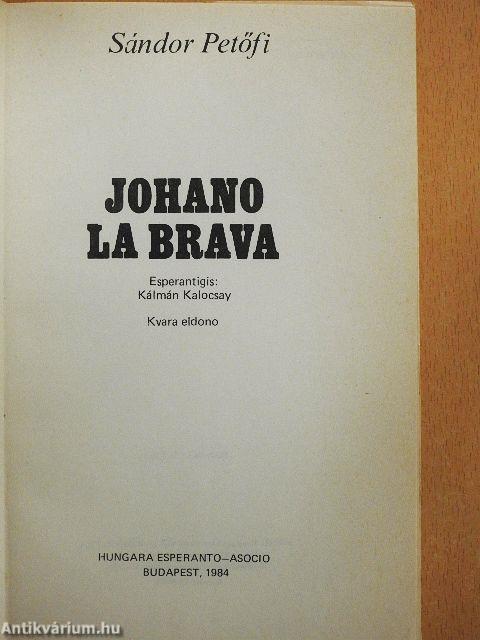 Sándor Petőfi
JOHANO
LA BRAVA
Esperantigis:
Kálmán Kalocsay
Kvara eldono
HUNGARA ESPERANTO–ASOCIO
BUDAPEST, 1984
Antikvárium.hu